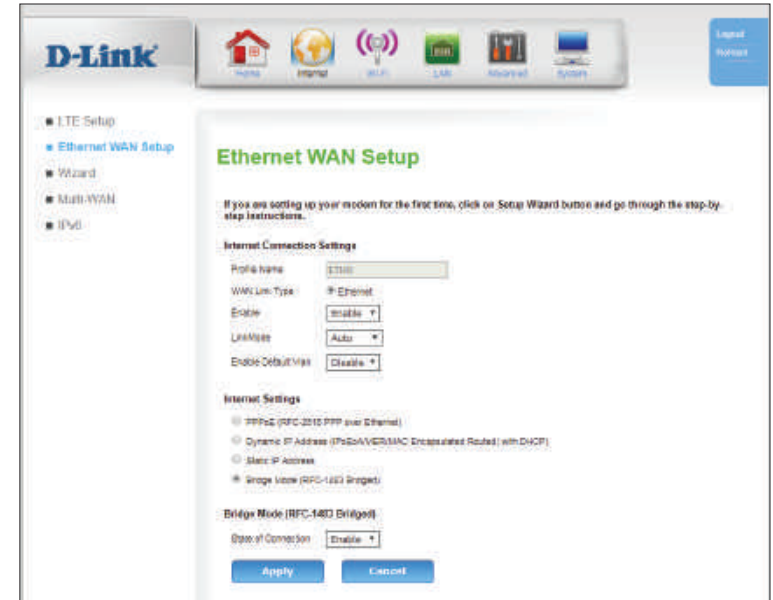 D-Link
Home Internet Wi-Fi LAN Advanced System
Logout
LTE Setup
Ethernet WAN Setup
Wizard
Multi-WAN
IPv6
Ethernet WAN Setup
If you are setting up your modem for the first time, click on Setup Wizard button and go through the step-by-
step instructions.
Internet Connection Settings
Profile Name
WAN Link Type Ethernet
Enable Enable
LinkMode Auto
Enable Default Wan Disable
Internet Settings
PPPoE (RFC-2516 PPP over Ethernet)
Dynamic IP Address (IPoEoA/MER/MAC Encapsulated Routed) with DHCP)
Static IP Address
Bridge Mode (RFC-1483 Bridged)
Bridge Mode (RFC-1483 Bridged)
State of Connection Enable
Apply Cancel